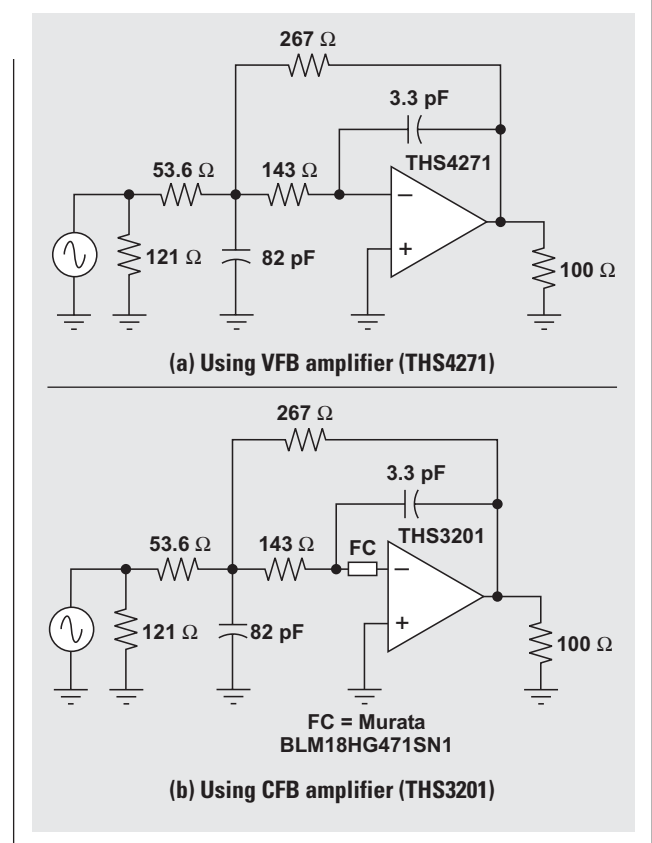 267 Ω
3.3 pF
THS4271
53.6 Ω
143 Ω
−
+
121 Ω
82 pF
100 Ω
(a) Using VFB amplifier (THS4271)
267 Ω
3.3 pF
THS3201
53.6 Ω
143 Ω
FC
−
+
121 Ω
82 pF
100 Ω
FC = Murata
BLM18HG471SN1
(b) Using CFB amplifier (THS3201)